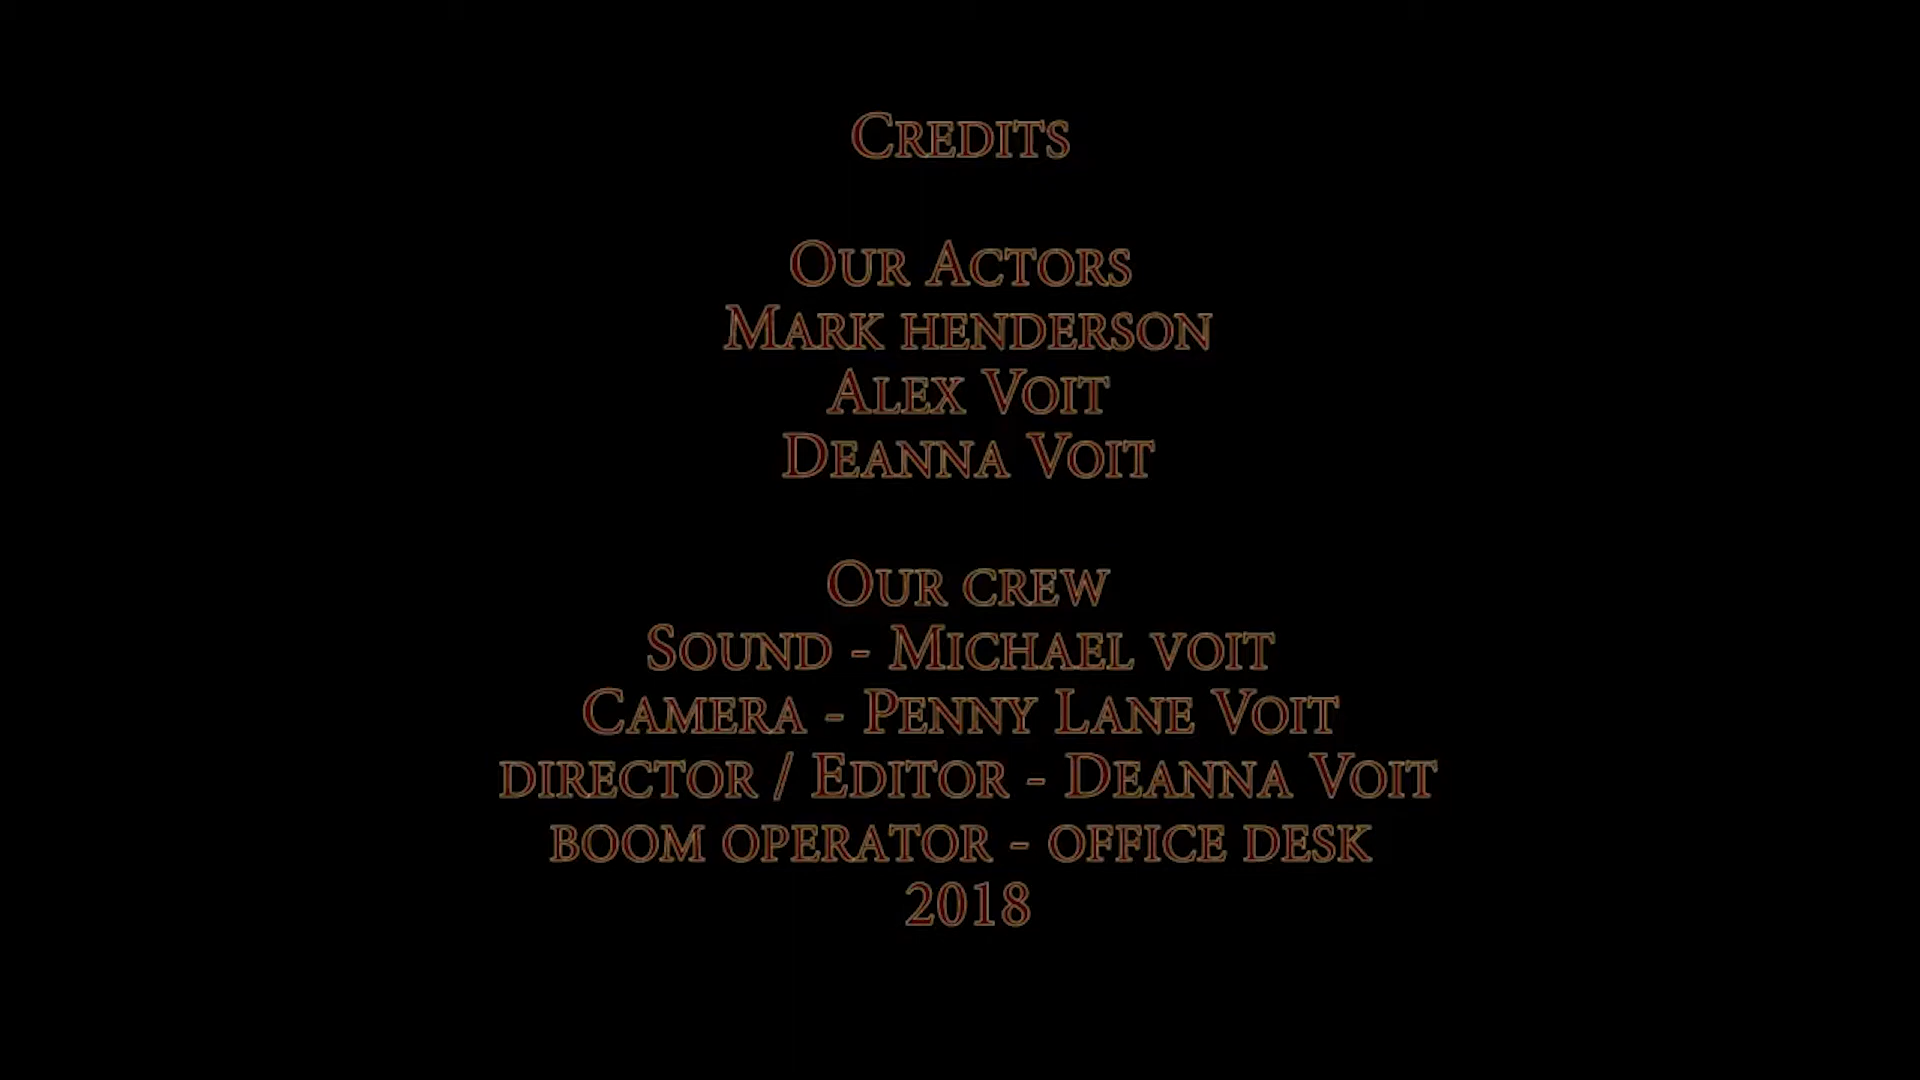 Credits
Our Actors
Mark henderson
Alex Voit
Deanna Voit
Our crew
Sound - Michael voit
Camera - Penny Lane Voit
director / Editor - Deanna Voit
boom operator - office desk
2018